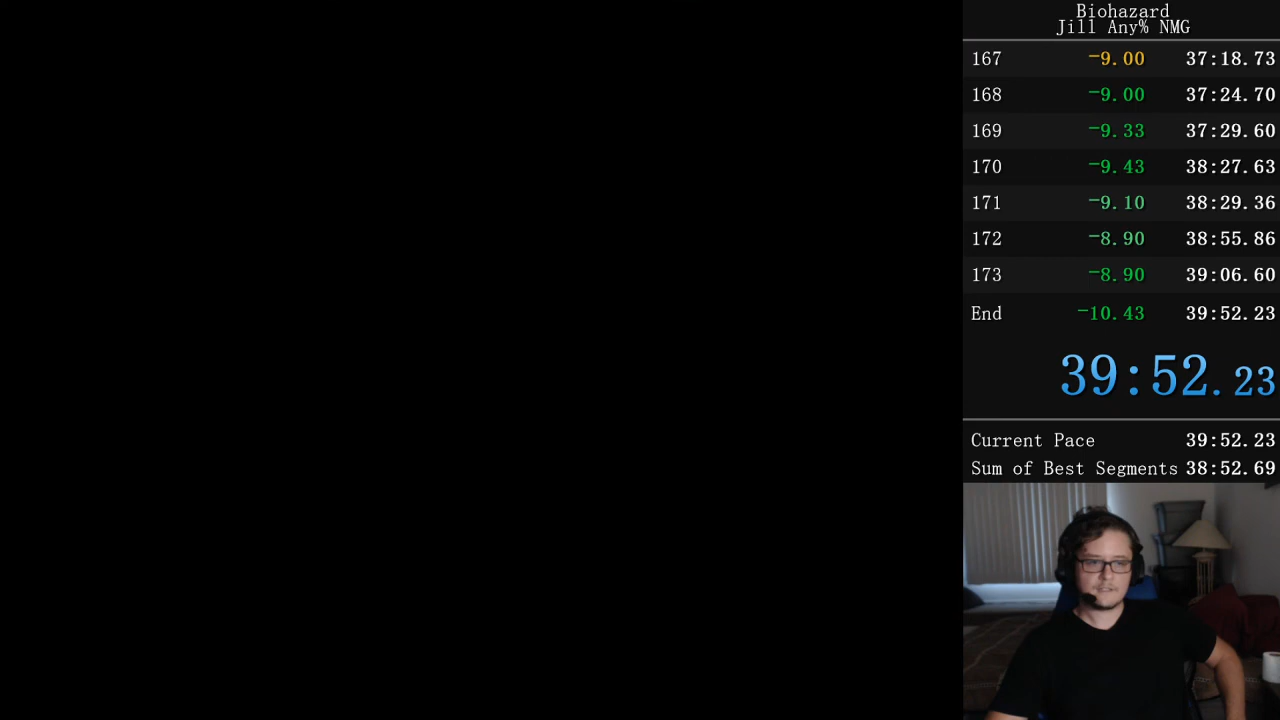 Biohazard
Jill Any% NMG
167 -9.00 37:18.73
168 -9.00 37:24.70
169 -9.33 37:29.60
170 -9.43 38:27.63
171 -9.10 38:29.36
172 -8.90 38:55.86
173 -8.90 39:06.60
End -10.43 39:52.23
39:52.23
Current Pace 39:52.23
Sum of Best Segments 38:52.69